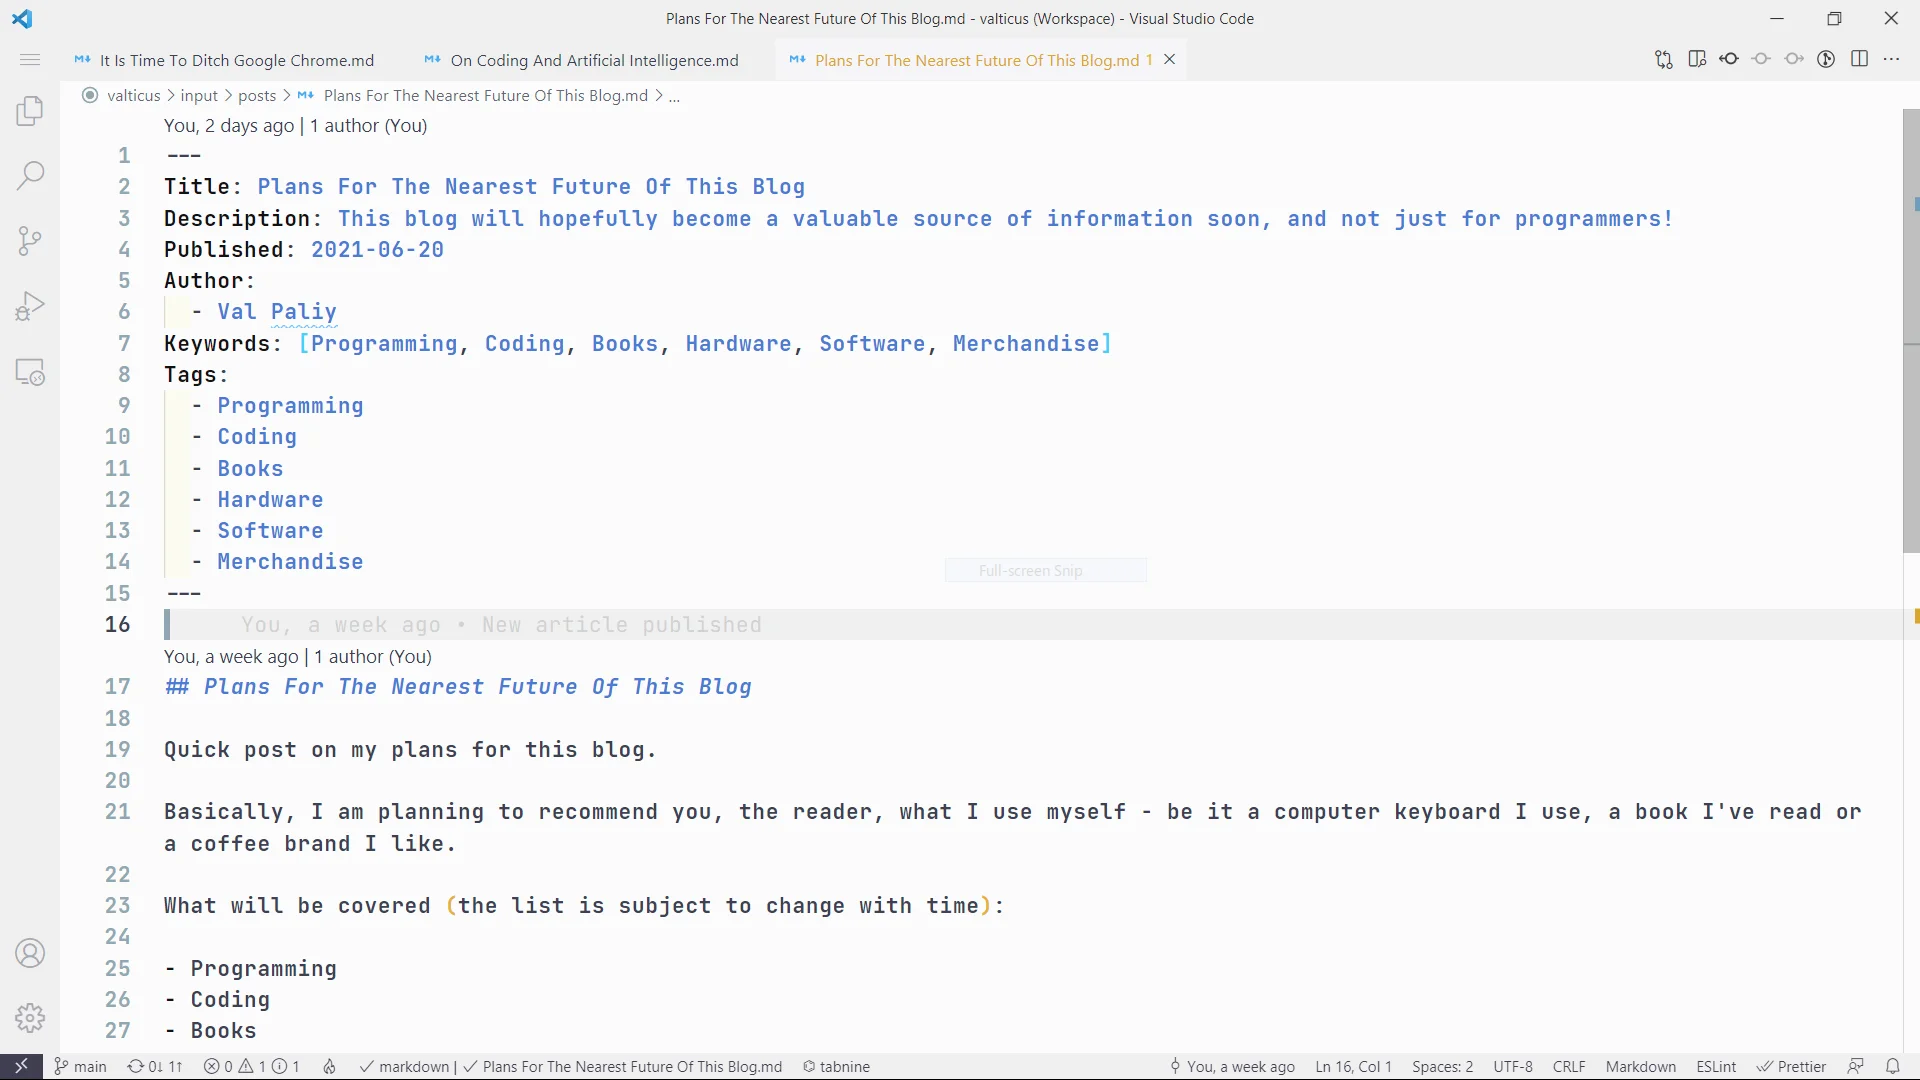 Plans For The Nearest Future Of This Blog.md - valticus (Workspace) - Visual Studio Code
It Is Time To Ditch Google Chrome.md
On Coding And Artificial Intelligence.md
Plans For The Nearest Future Of This Blog.md 1
valticus > input > posts > Plans For The Nearest Future Of This Blog.md > ...
You, 2 days ago | 1 author (You)
1 ---
2 Title: Plans For The Nearest Future Of This Blog
3 Description: This blog will hopefully become a valuable source of information soon, and not just for programmers!
4 Published: 2021-06-20
5 Author:
6 - Val Paliy
7 Keywords: [Programming, Coding, Books, Hardware, Software, Merchandise]
8 Tags:
9 - Programming
10 - Coding
11 - Books
12 - Hardware
13 - Software
14 - Merchandise
Full-screen Snip
15 ---
16 You, a week ago • New article published
You, a week ago | 1 author (You)
17 ## Plans For The Nearest Future Of This Blog
18
19 Quick post on my plans for this blog.
20
21 Basically, I am planning to recommend you, the reader, what I use myself - be it a computer keyboard I use, a book I've read or
a coffee brand I like.
22
23 What will be covered (the list is subject to change with time):
24
25 - Programming
26 - Coding
27 - Books
main 0↓ 1↑ 0 1 1 markdown | Plans For The Nearest Future Of This Blog.md tabnine You, a week ago Ln 16, Col 1 Spaces: 2 UTF-8 CRLF Markdown ESLint Prettier